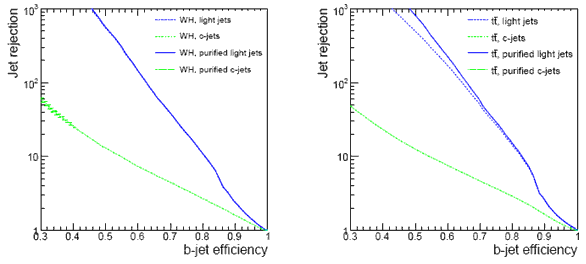 Jet rejection
10³
10²
10
1
0.3 0.4 0.5 0.6 0.7 0.8 0.9 1
b-jet efficiency
WH, light jets
WH, c-jets
WH, purified light jets
WH, purified c-jets
Jet rejection
10³
10²
10
1
0.3 0.4 0.5 0.6 0.7 0.8 0.9 1
b-jet efficiency
tt̄, light jets
tt̄, c-jets
tt̄, purified light jets
tt̄, purified c-jets